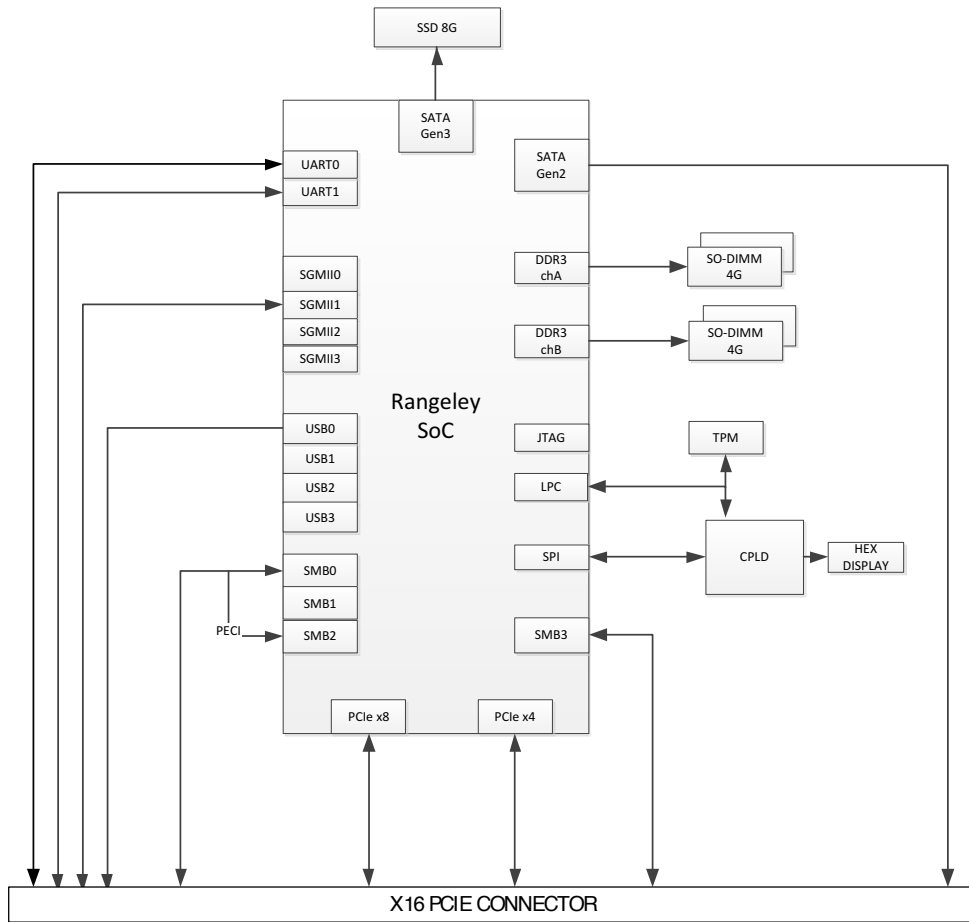 SSD 8G
SATA
Gen3
UART0
UART1
SATA
Gen2
SGMII0
SGMII1
SGMII2
SGMII3
DDR3
chA
SO-DIMM
4G
DDR3
chB
SO-DIMM
4G
Rangeley
SoC
USB0
USB1
USB2
USB3
JTAG
TPM
LPC
SPI
CPLD
HEX
DISPLAY
SMB0
SMB1
PECI
SMB2
SMB3
PCIe x8
PCIe x4
X16 PCIE CONNECTOR